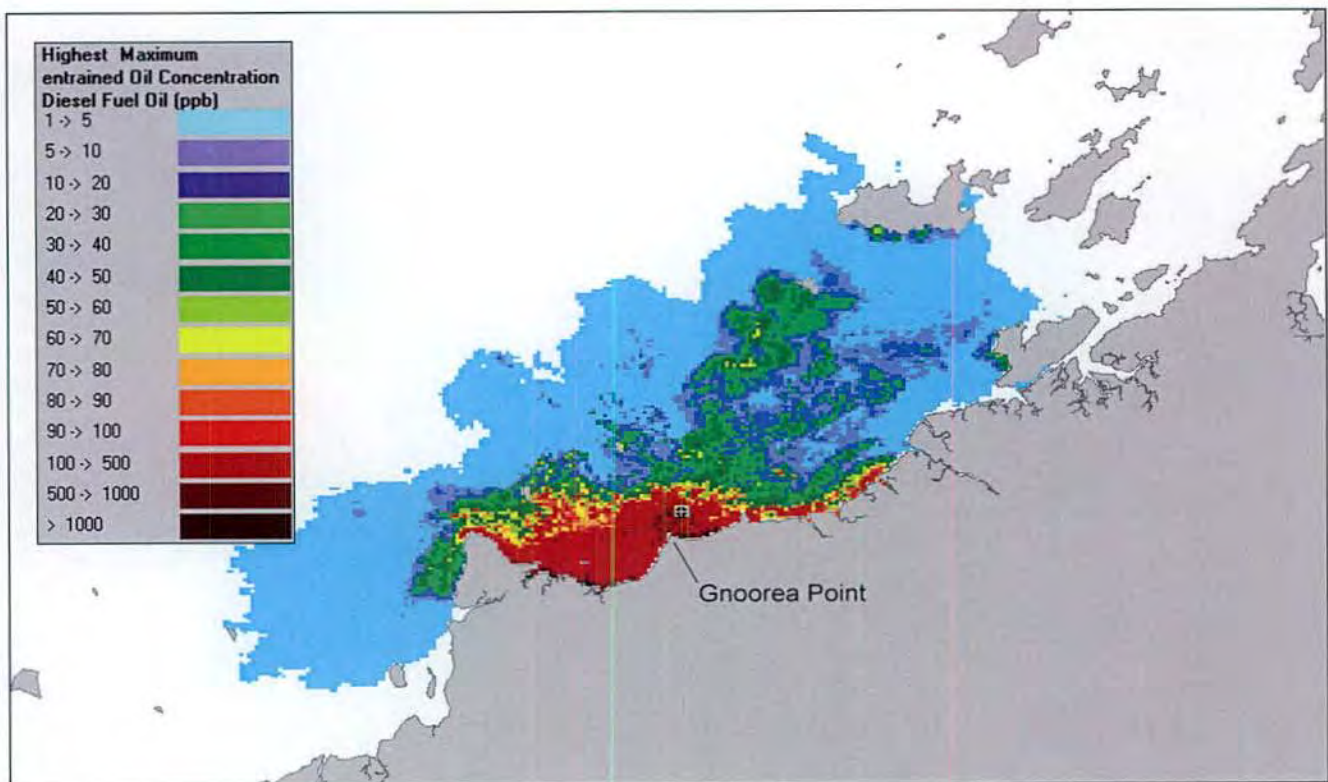 Highest Maximum
entrained Oil Concentration
Diesel Fuel Oil (ppb)
1 -> 5
5 -> 10
10 -> 20
20 -> 30
30 -> 40
40 -> 50
50 -> 60
60 -> 70
70 -> 80
80 -> 90
90 -> 100
100 -> 500
500 -> 1000
> 1000
Gnoorea Point